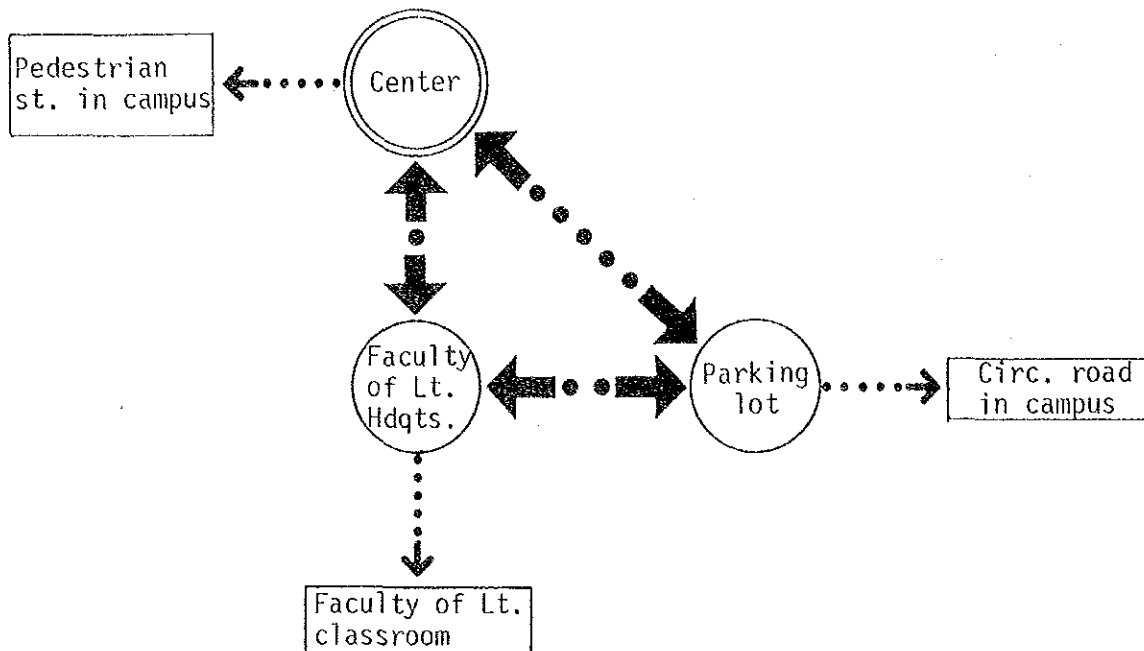 Pedestrian
st. in campus
Center
Faculty
of Lt.
Hdqts.
Parking
lot
Circ. road
in campus
Faculty of Lt.
classroom